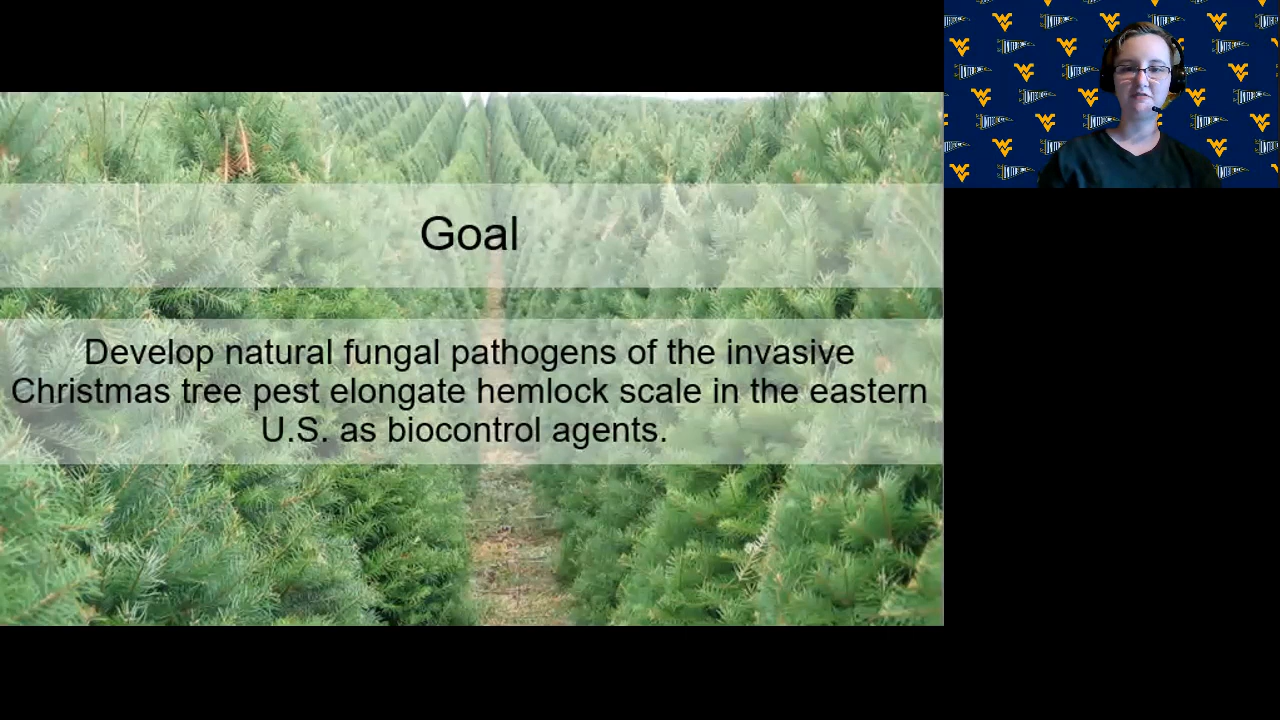 Goal
Develop natural fungal pathogens of the invasive
Christmas tree pest elongate hemlock scale in the eastern
U.S. as biocontrol agents.